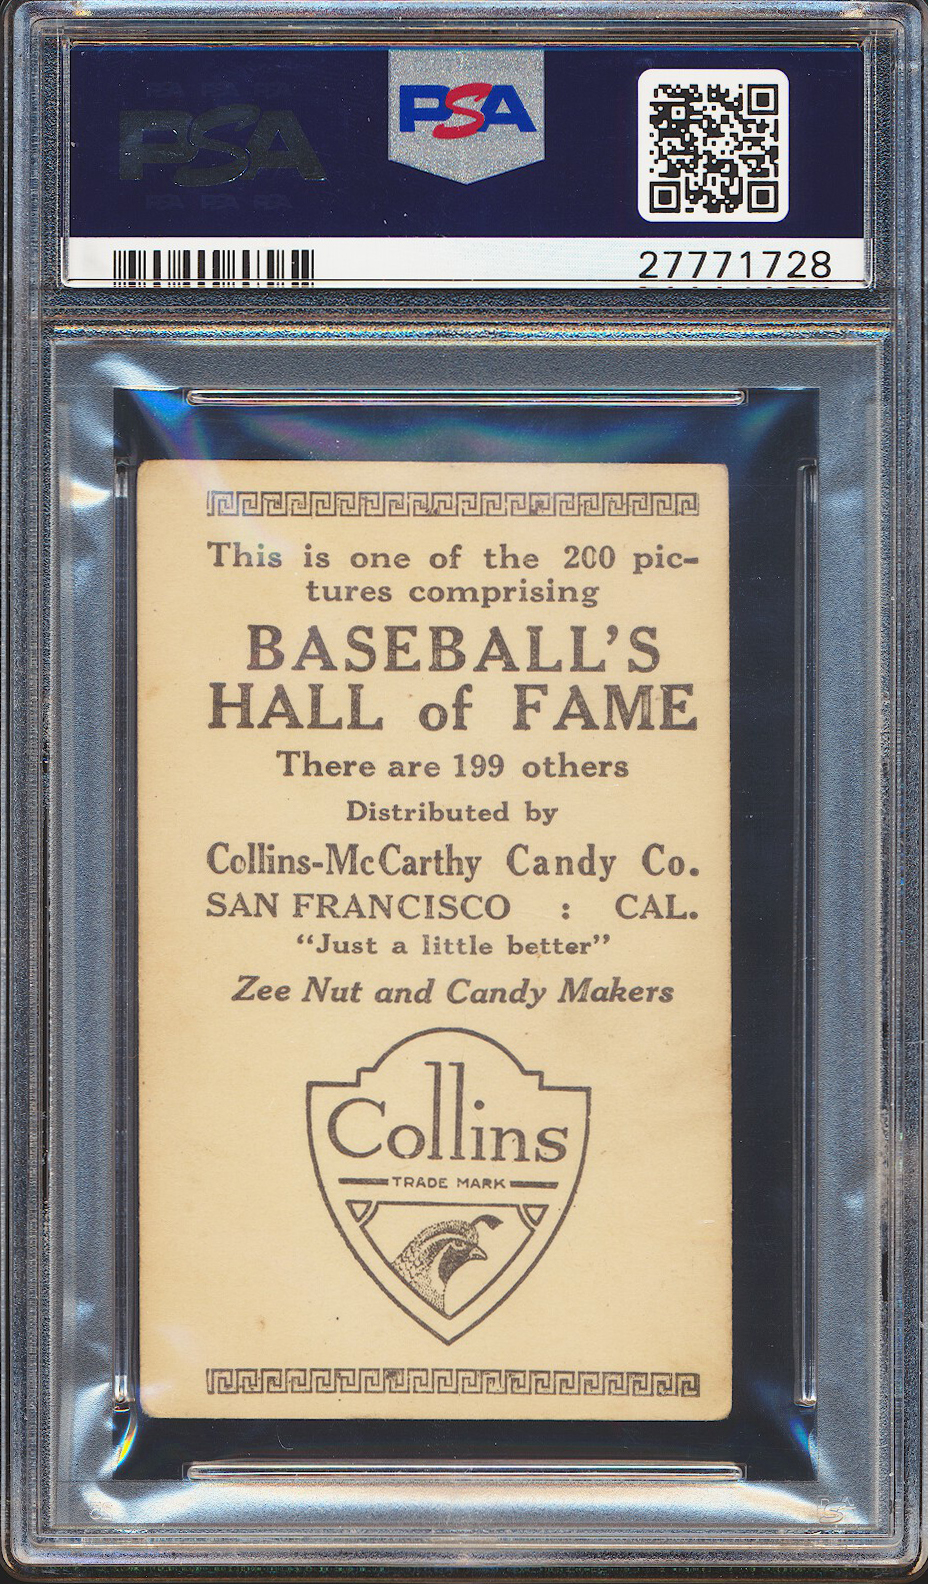 PSA
PSA
27771728
This is one of the 200 pic-
tures comprising
BASEBALL'S
HALL of FAME
There are 199 others
Distributed by
Collins-McCarthy Candy Co.
SAN FRANCISCO : CAL.
"Just a little better"
Zee Nut and Candy Makers
Collins
TRADE MARK